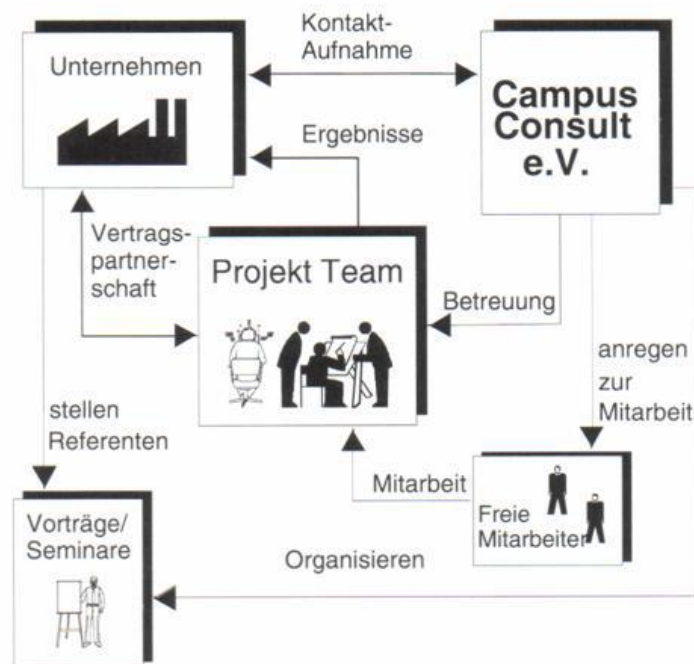 Unternehmen
Kontakt-
Aufnahme
Campus
Consult
e.V.
Ergebnisse
Vertrags-
partner-
schaft
Projekt Team
Betreuung
anregen
zur
Mitarbeit
stellen
Referenten
Mitarbeit
Freie
Mitarbeiter
Vorträge/
Seminare
Organisieren